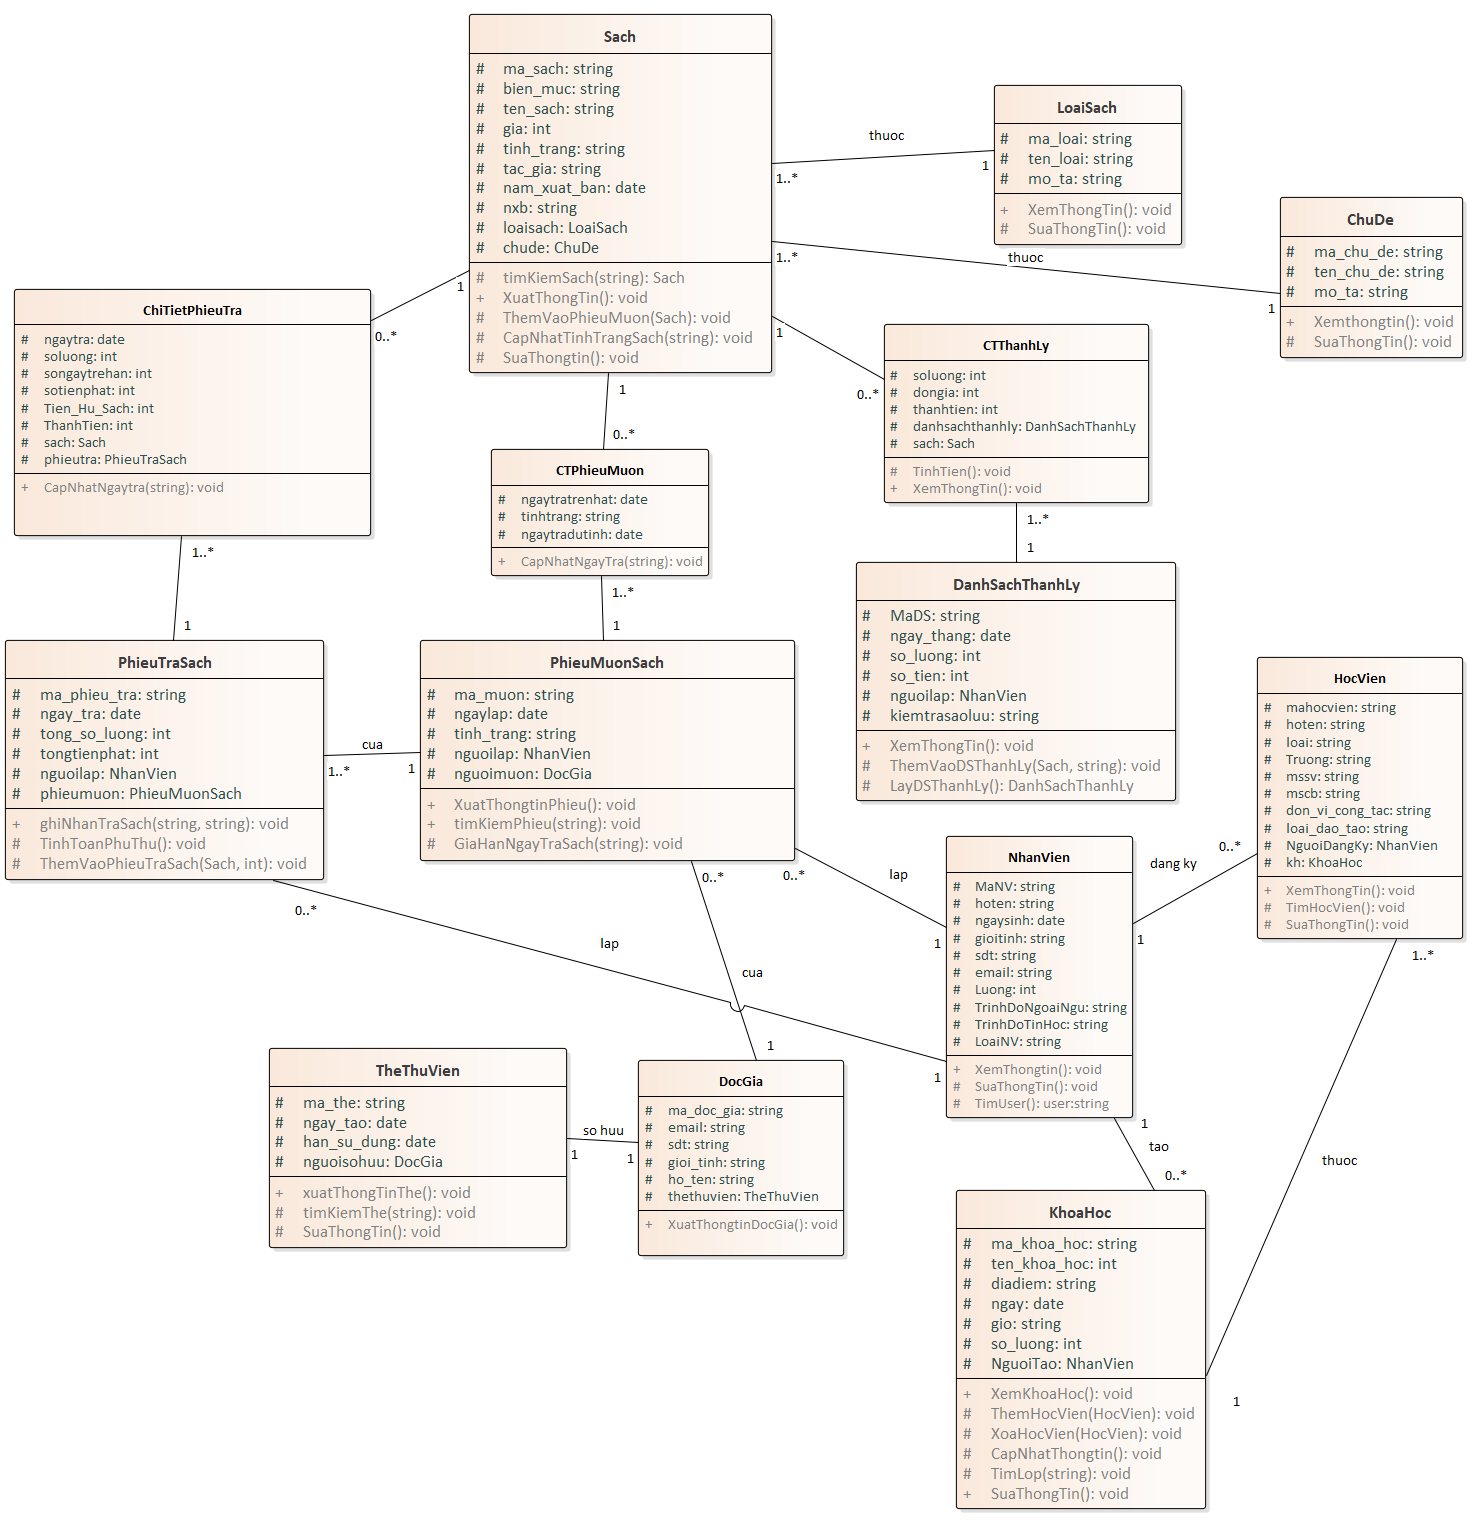 Sach
# ma_sach: string
# bien_muc: string
# ten_sach: string
# gia: int
# tinh_trang: string
# tac_gia: string
# nam_xuat_ban: date
# nxb: string
# loaisach: LoaiSach
# chude: ChuDe
# timKiemSach(string): Sach
+ XuatThongTin(): void
# ThemVaoPhieuMuon(Sach): void
# CapNhatTinhTrangSach(string): void
# SuaThongtin(): void
thuoc
1..*
1
LoaiSach
# ma_loai: string
# ten_loai: string
# mo_ta: string
+ XemThongTin(): void
# SuaThongTin(): void
thuoc
1..*
1
ChuDe
# ma_chu_de: string
# ten_chu_de: string
# mo_ta: string
+ Xemthongtin(): void
# SuaThongTin(): void
1
0..*
ChiTietPhieuTra
# ngaytra: date
# soluong: int
# songaytrehan: int
# sotienphat: int
# Tien_Hu_Sach: int
# ThanhTien: int
# sach: Sach
# phieutra: PhieuTraSach
+ CapNhatNgaytra(string): void
1
0..*
CTThanhLy
# soluong: int
# dongia: int
# thanhtien: int
# danhsachthanhly: DanhSachThanhLy
# sach: Sach
# TinhTien(): void
+ XemThongTin(): void
1
0..*
CTPhieuMuon
# ngaytratrenhat: date
# tinhtrang: string
# ngaytradutinh: date
+ CapNhatNgayTra(string): void
1..*
1
1..*
1
1..*
1
DanhSachThanhLy
# MaDS: string
# ngay_thang: date
# so_luong: int
# so_tien: int
# nguoilap: NhanVien
# kiemtrasaoluu: string
+ XemThongTin(): void
# ThemVaoDSThanhLy(Sach, string): void
# LayDSThanhLy(): DanhSachThanhLy
PhieuTraSach
# ma_phieu_tra: string
# ngay_tra: date
# tong_so_luong: int
# tongtienphat: int
# nguoilap: NhanVien
# phieumuon: PhieuMuonSach
+ ghiNhanTraSach(string, string): void
# TinhToanPhuThu(): void
# ThemVaoPhieuTraSach(Sach, int): void
cua
1..*
1
PhieuMuonSach
# ma_muon: string
# ngaylap: date
# tinh_trang: string
# nguoilap: NhanVien
# nguoimuon: DocGia
+ XuatThongtinPhieu(): void
+ timKiemPhieu(string): void
# GiaHanNgayTraSach(string): void
HocVien
# mahocvien: string
# hoten: string
# loai: string
# Truong: string
# mssv: string
# mscb: string
# don_vi_cong_tac: string
# loai_dao_tao: string
# NguoiDangKy: NhanVien
# kh: KhoaHoc
+ XemThongTin(): void
# TimHocVien(): void
# SuaThongTin(): void
NhanVien
# MaNV: string
# hoten: string
# ngaysinh: date
# gioitinh: string
# sdt: string
# email: string
# Luong: int
# TrinhDoNgoaiNgu: string
# TrinhDoTinHoc: string
# LoaiNV: string
+ XemThongtin(): void
# SuaThongTin(): void
# TimUser(): user:string
0..*
dang ky
1
0..*
lap
1
0..*
lap
1
0..*
cua
1
1..*
thuoc
1
1
tao
0..*
TheThuVien
# ma_the: string
# ngay_tao: date
# han_su_dung: date
# nguoisohuu: DocGia
+ xuatThongTinThe(): void
# timKiemThe(string): void
# SuaThongTin(): void
so huu
1
1
DocGia
# ma_doc_gia: string
# email: string
# sdt: string
# gioi_tinh: string
# ho_ten: string
# thethuvien: TheThuVien
+ XuatThongtinDocGia(): void
KhoaHoc
# ma_khoa_hoc: string
# ten_khoa_hoc: int
# diadiem: string
# ngay: date
# gio: string
# so_luong: int
# NguoiTao: NhanVien
+ XemKhoaHoc(): void
# ThemHocVien(HocVien): void
# XoaHocVien(HocVien): void
# CapNhatThongtin(): void
# TimLop(string): void
+ SuaThongTin(): void